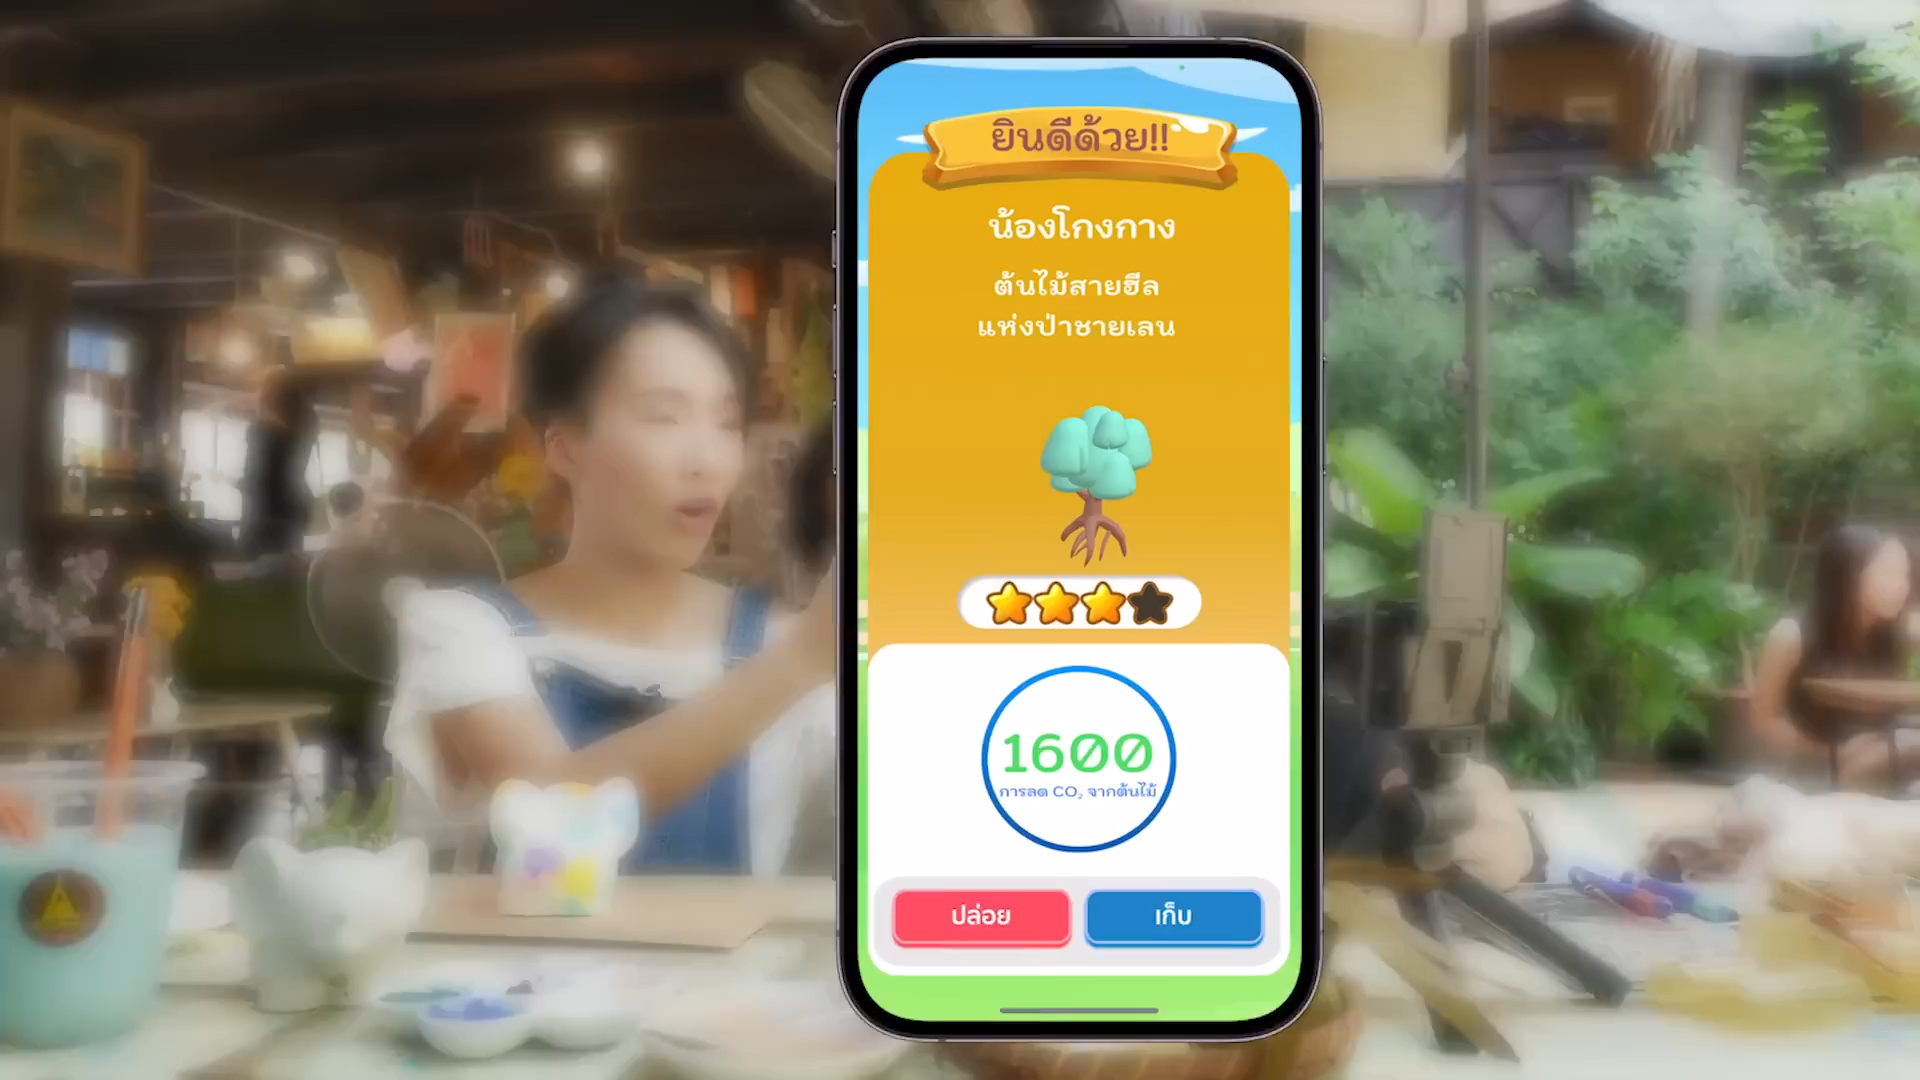 ยินดีด้วย!!
น้องโกงกาง
ต้นไม้สายฮีล
แห่งป่าชายเลน
1600
การลด CO₂ จากต้นไม้
ปล่อย
เก็บ